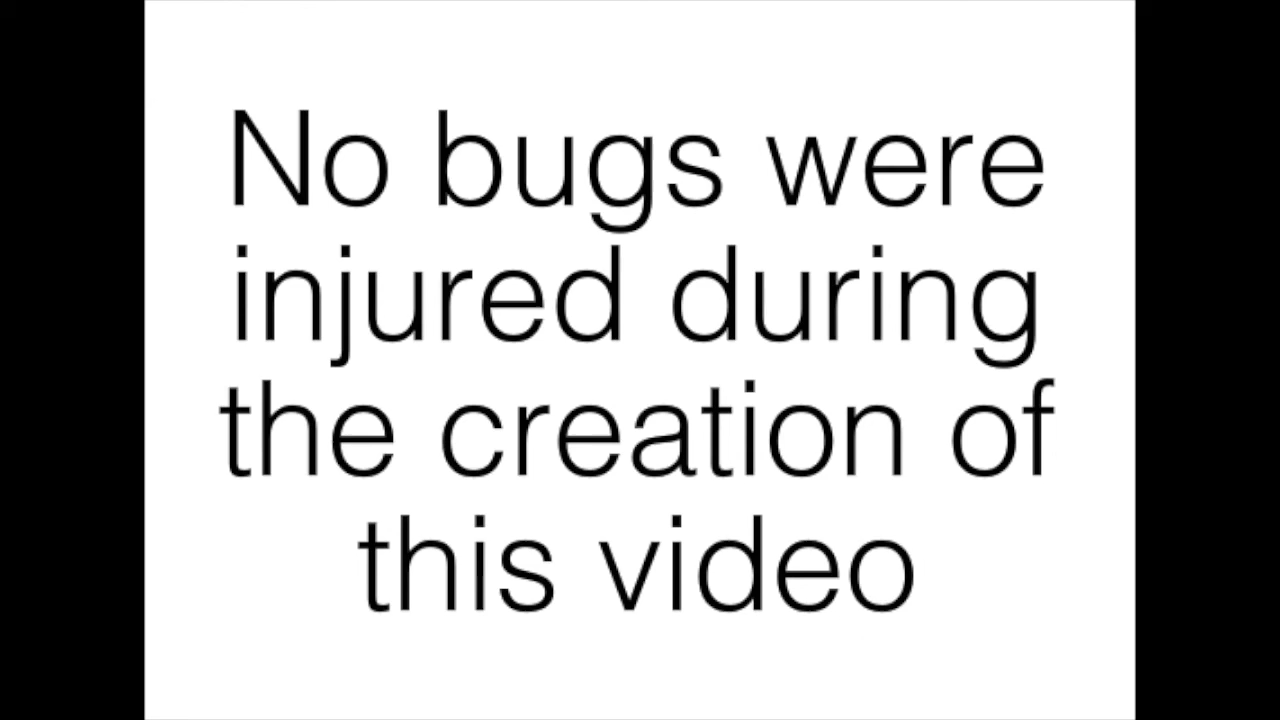 No bugs were
injured during
the creation of
this video